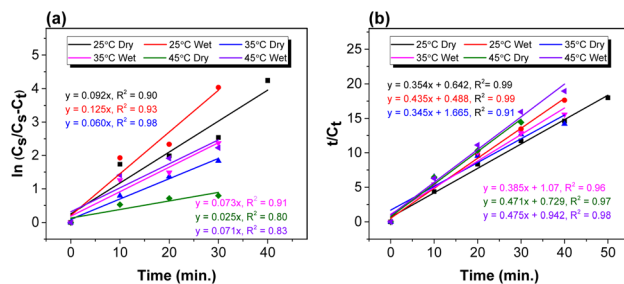 (a)
25°C Dry 25°C Wet 35°C Dry
35°C Wet 45°C Dry 45°C Wet
y = 0.092x, R² = 0.90
y = 0.125x, R² = 0.93
y = 0.060x, R² = 0.98
y = 0.073x, R² = 0.91
y = 0.025x, R² = 0.80
y = 0.071x, R² = 0.83
ln (Cs/Cs-Ct)
5
4
3
2
1
0
0 10 20 30 40
Time (min.)
(b)
25°C Dry 25°C Wet 35°C Dry
35°C Wet 45°C Dry 45°C Wet
y = 0.354x + 0.642, R² = 0.99
y = 0.435x + 0.488, R² = 0.99
y = 0.345x + 1.665, R² = 0.91
y = 0.385x + 1.07, R² = 0.96
y = 0.471x + 0.729, R² = 0.97
y = 0.475x + 0.942, R² = 0.98
t/Ct
25
20
15
10
5
0
0 10 20 30 40 50
Time (min.)